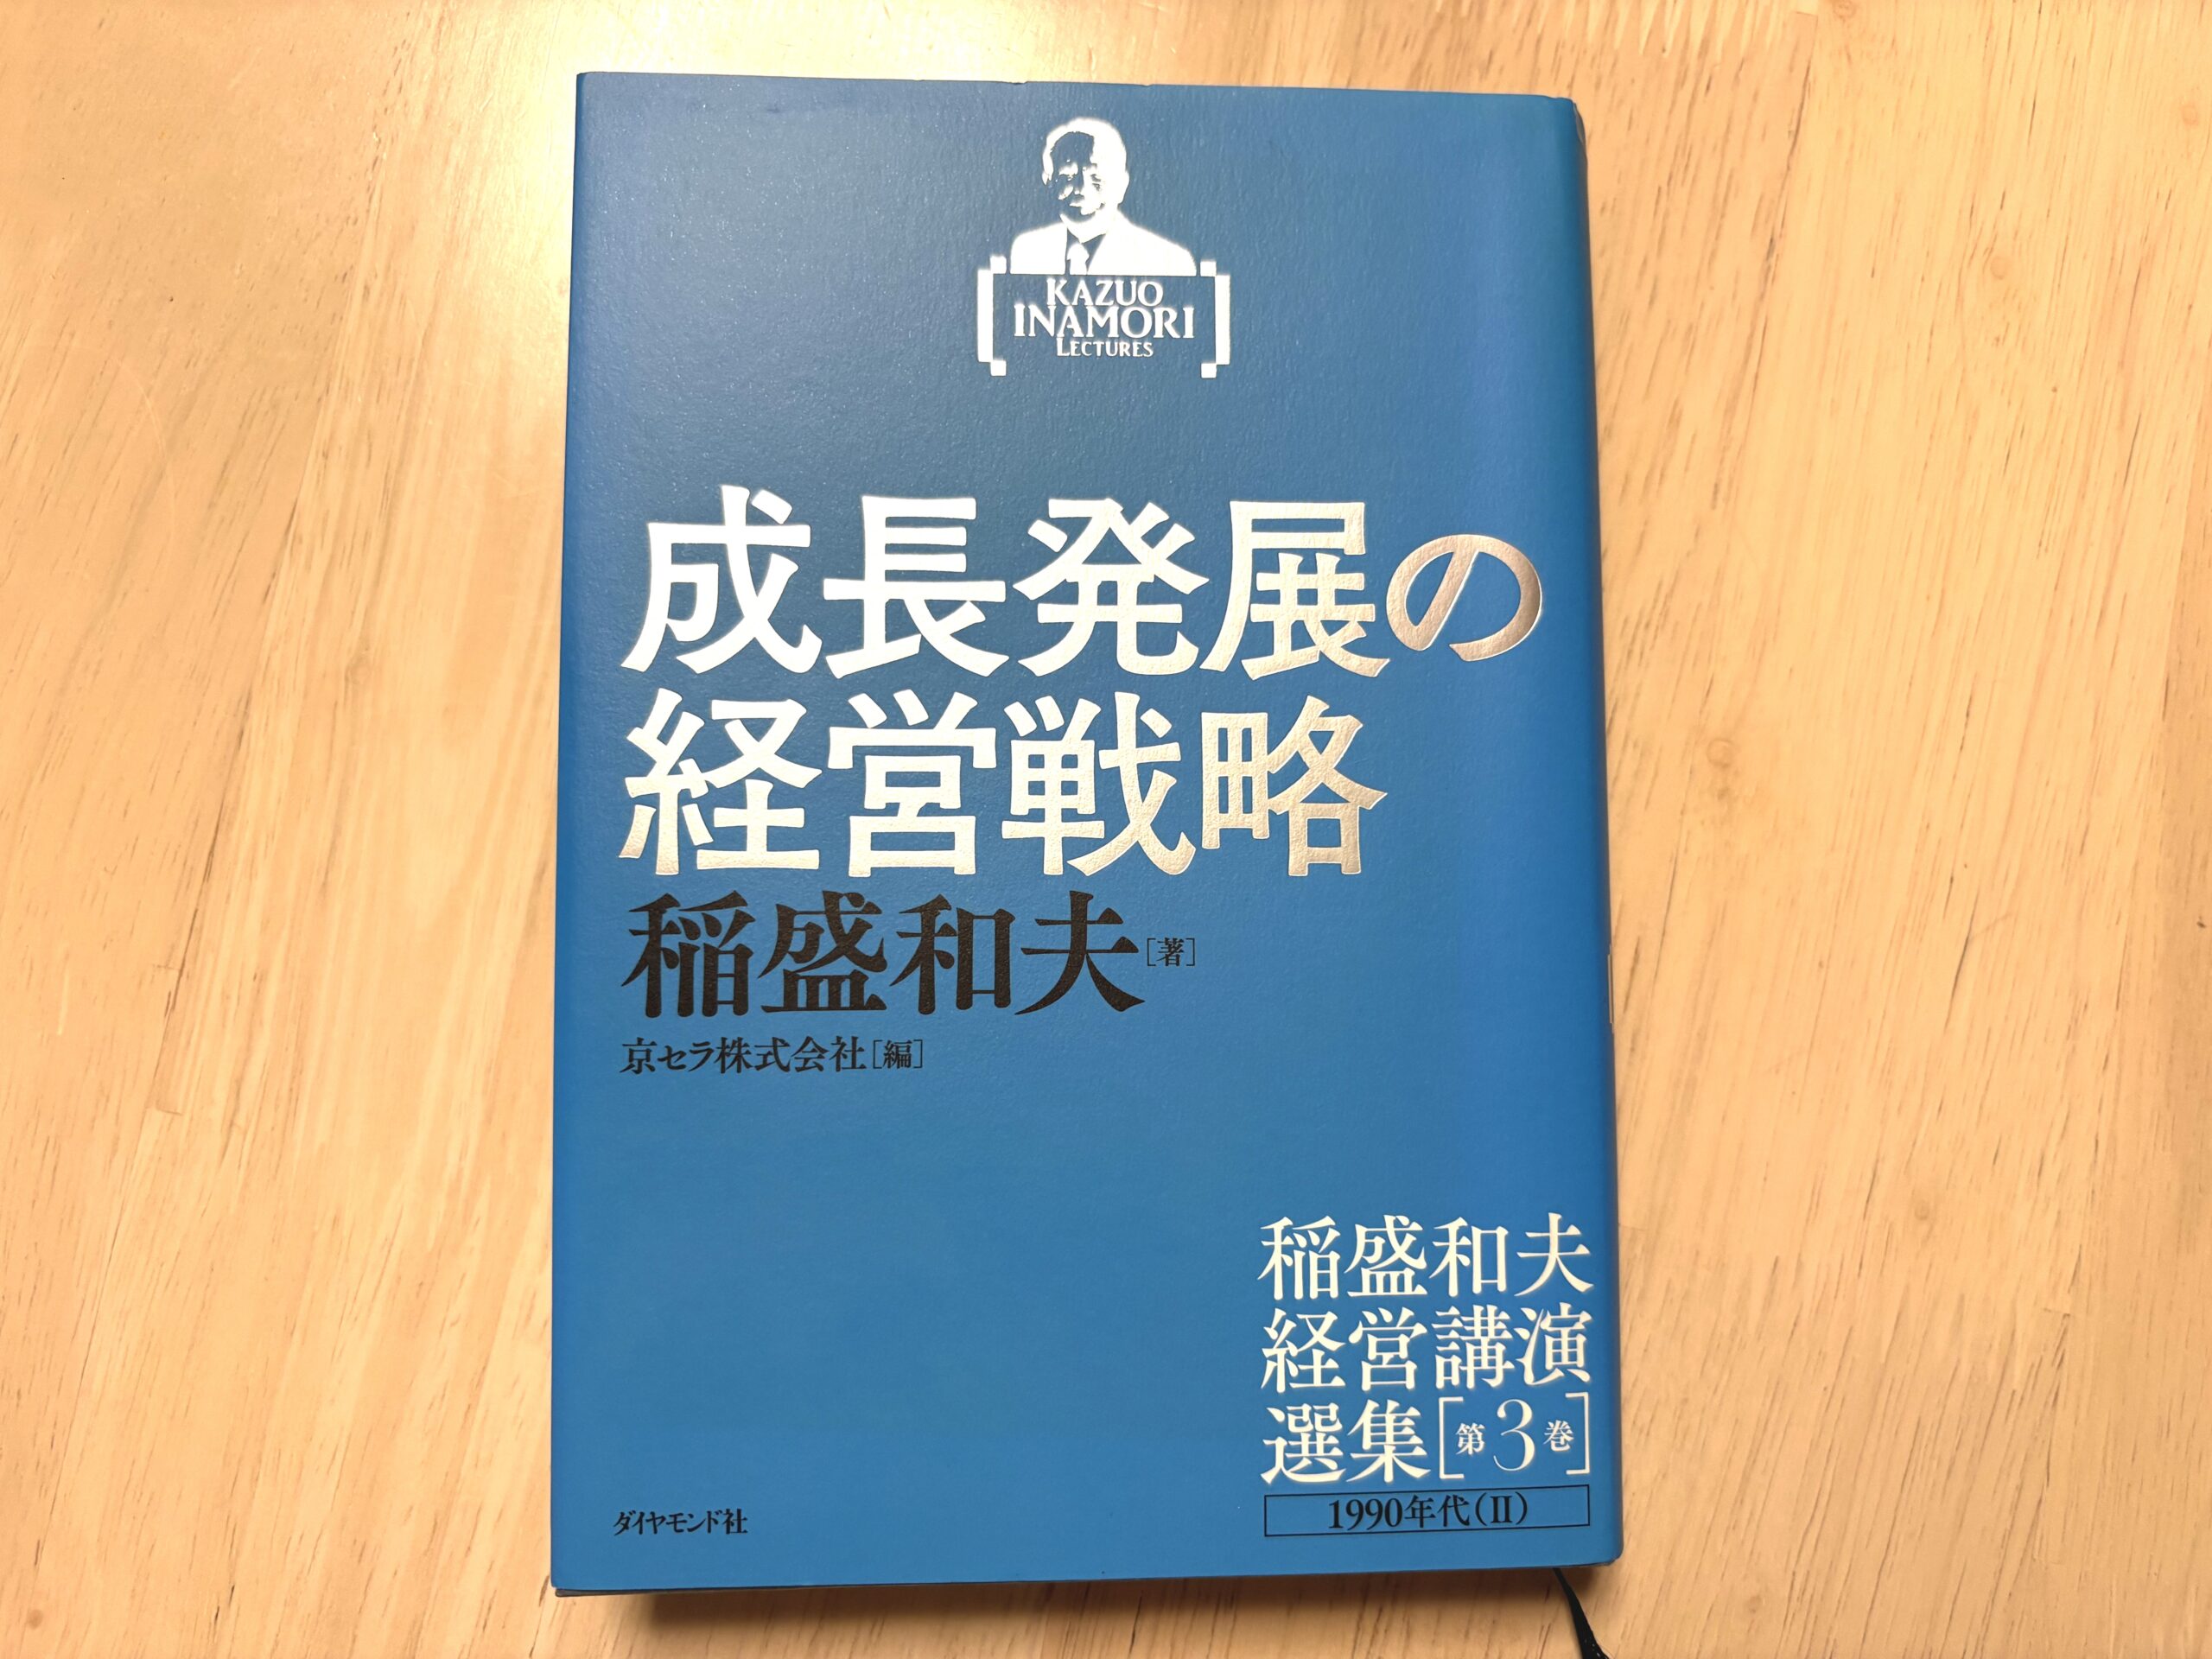 KAZUO
INAMORI
LECTURES
成長発展の
経営戦略
稲盛和夫[著]
京セラ株式会社[編]
稲盛和夫
経営講演
選集[第3巻]
1990年代(Ⅱ)
ダイヤモンド社